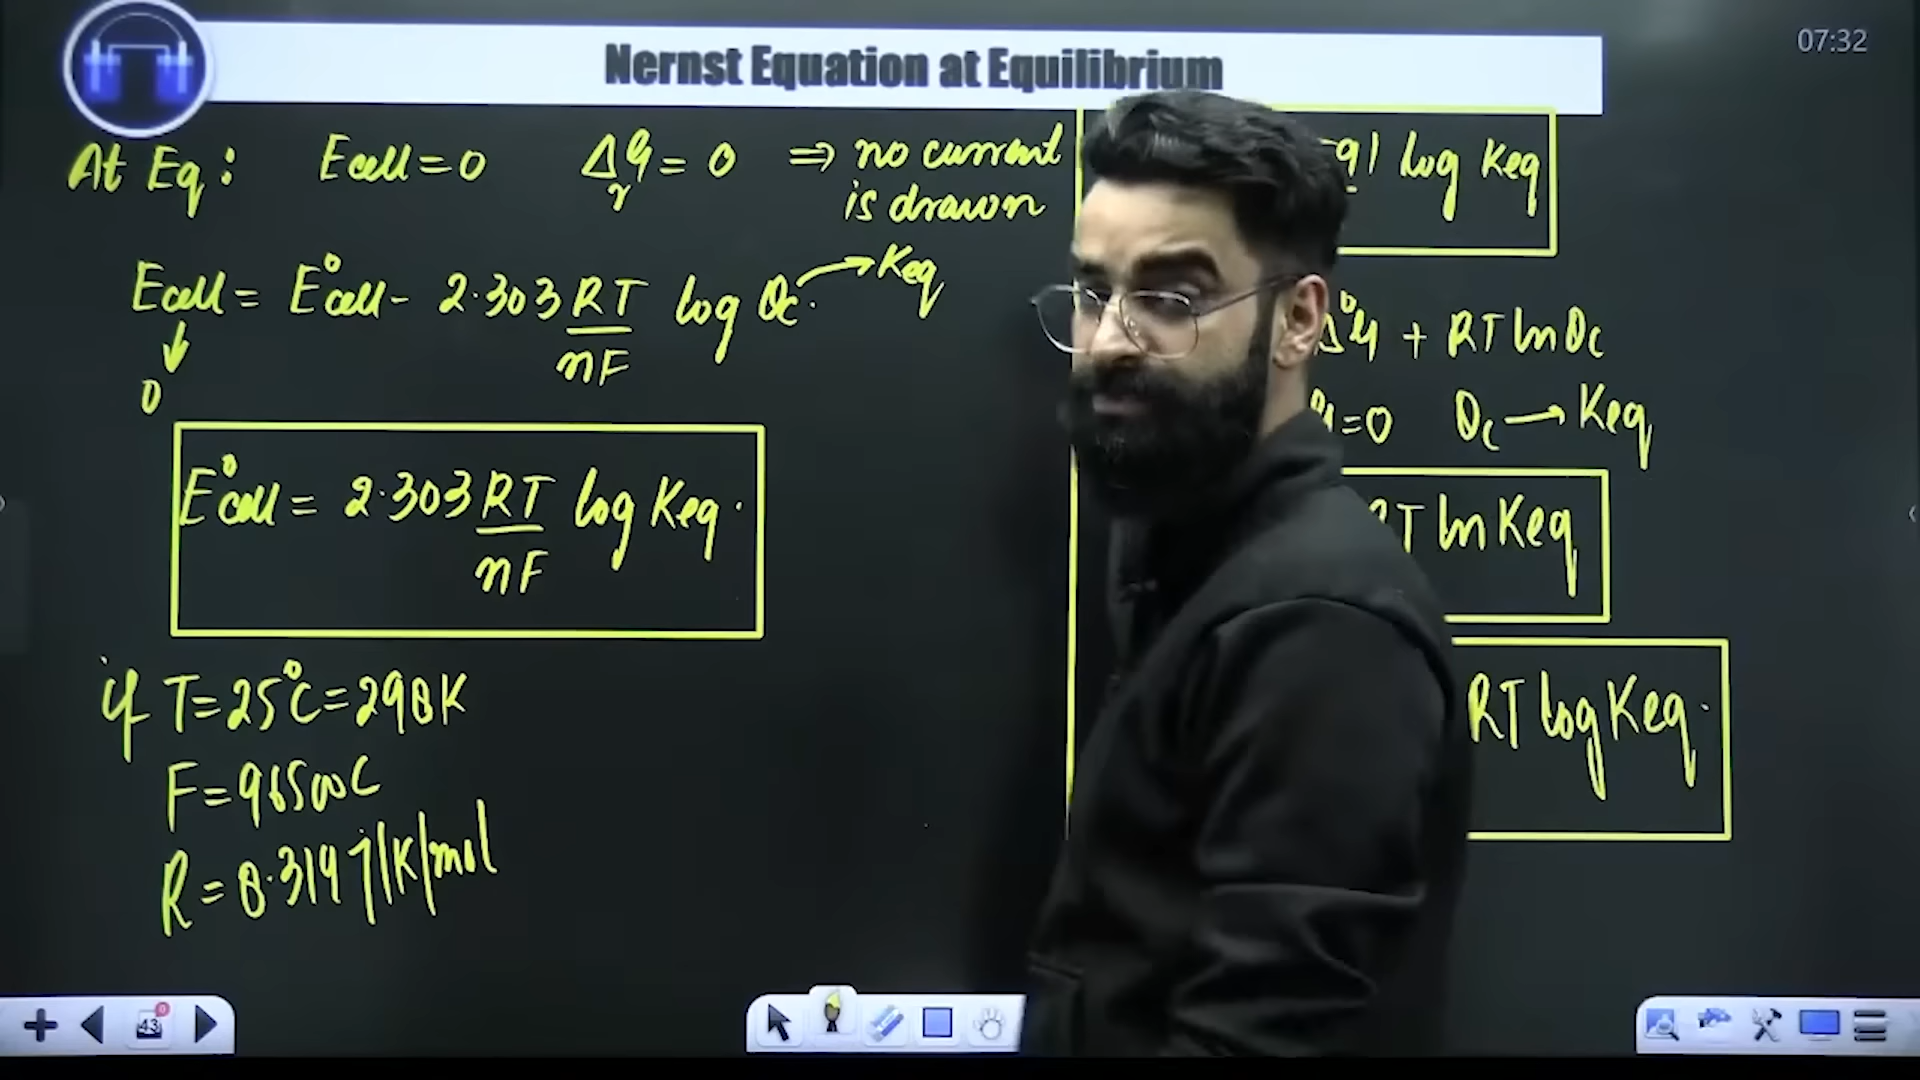 Nernst Equation at Equilibrium
07:32
At Eq: Ecell = 0 ΔrG = 0 ⇒ no current
is drawn
Ecell = E°cell - 2.303 RT/nF log Qc → Keq
↓
0
E°cell = 2.303 RT/nF log Keq.
if T = 25°C = 298K
F = 96500C
R = 8.314 J/K/mol
91 log Keq
Δ°G + RT ln Qc
=0 Qc → Keq
T ln Keq
RT log Keq.
43
0